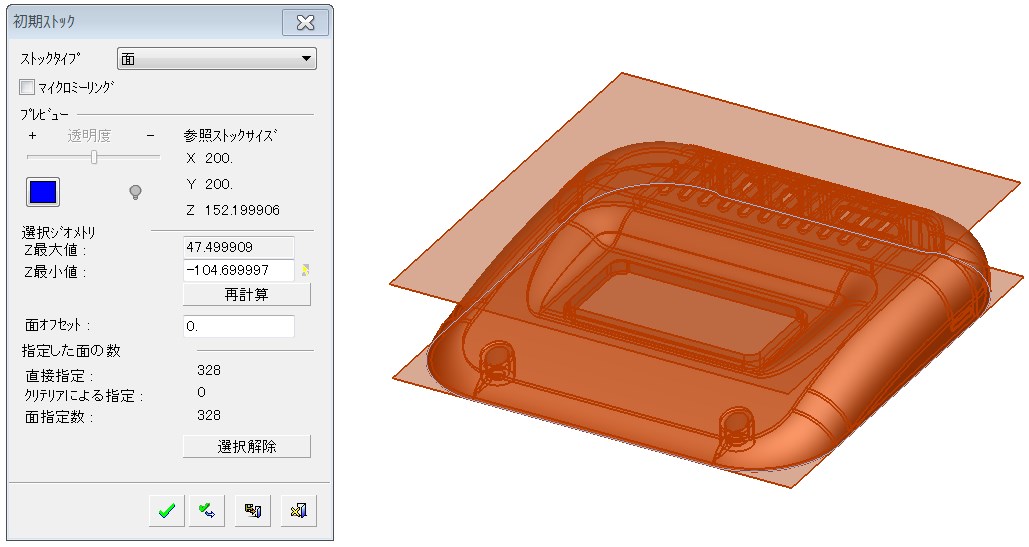 初期ｽﾄｯｸ
ｽﾄｯｸﾀｲﾌﾟ 面
ﾏｲｸﾛﾐｰﾘﾝｸﾞ
ﾌﾟﾚﾋﾞｭｰ
+ 透明度 - 参照ｽﾄｯｸｻｲｽﾞ
X 200.
Y 200.
Z 152.199906
選択ｼﾞｵﾒﾄﾘ
Z最大値 : 47.499909
Z最小値 : -104.699997
再計算
面ｵﾌｾｯﾄ : 0.
指定した面の数
直接指定 : 328
ｸﾘﾃﾘｱによる指定 : 0
面指定数 : 328
選択解除